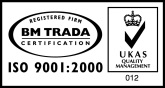 REGISTERED FIRM
BM TRADA
CERTIFICATION
ISO 9001:2000
UKAS
QUALITY
MANAGEMENT
012